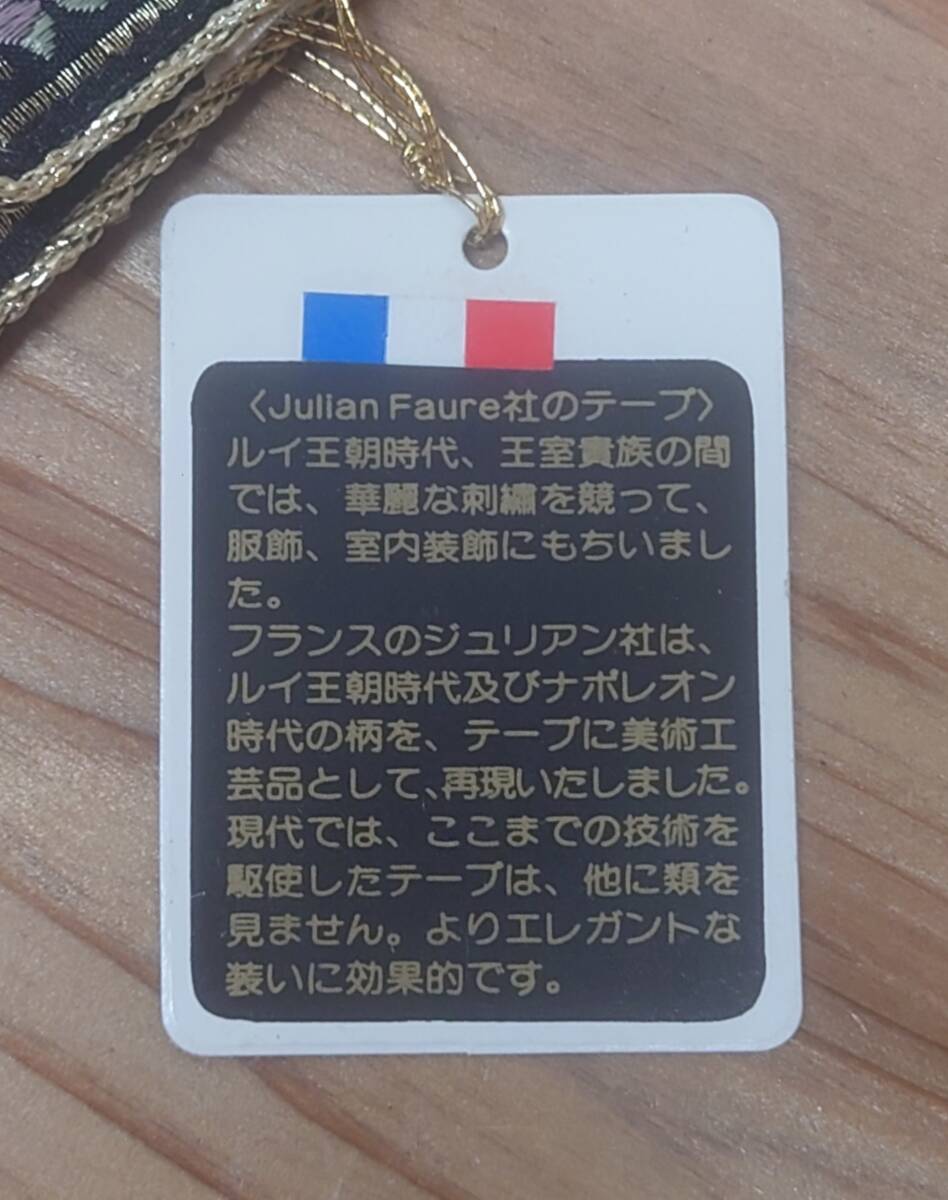 〈Julian Faure社のテープ〉
ルイ王朝時代、王室貴族の間
では、華麗な刺繡を競って、
服飾、室内装飾にもちいまし
た。
フランスのジュリアン社は、
ルイ王朝時代及びナポレオン
時代の柄を、テープに美術工
芸品として、再現いたしました。
現代では、ここまでの技術を
駆使したテープは、他に類を
見ません。よりエレガントな
装いに効果的です。